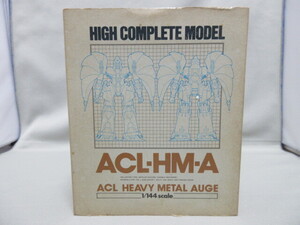 HIGH COMPLETE MODEL
ACL-HM-A
ACL HEAVY METAL AUGE
1/144 scale